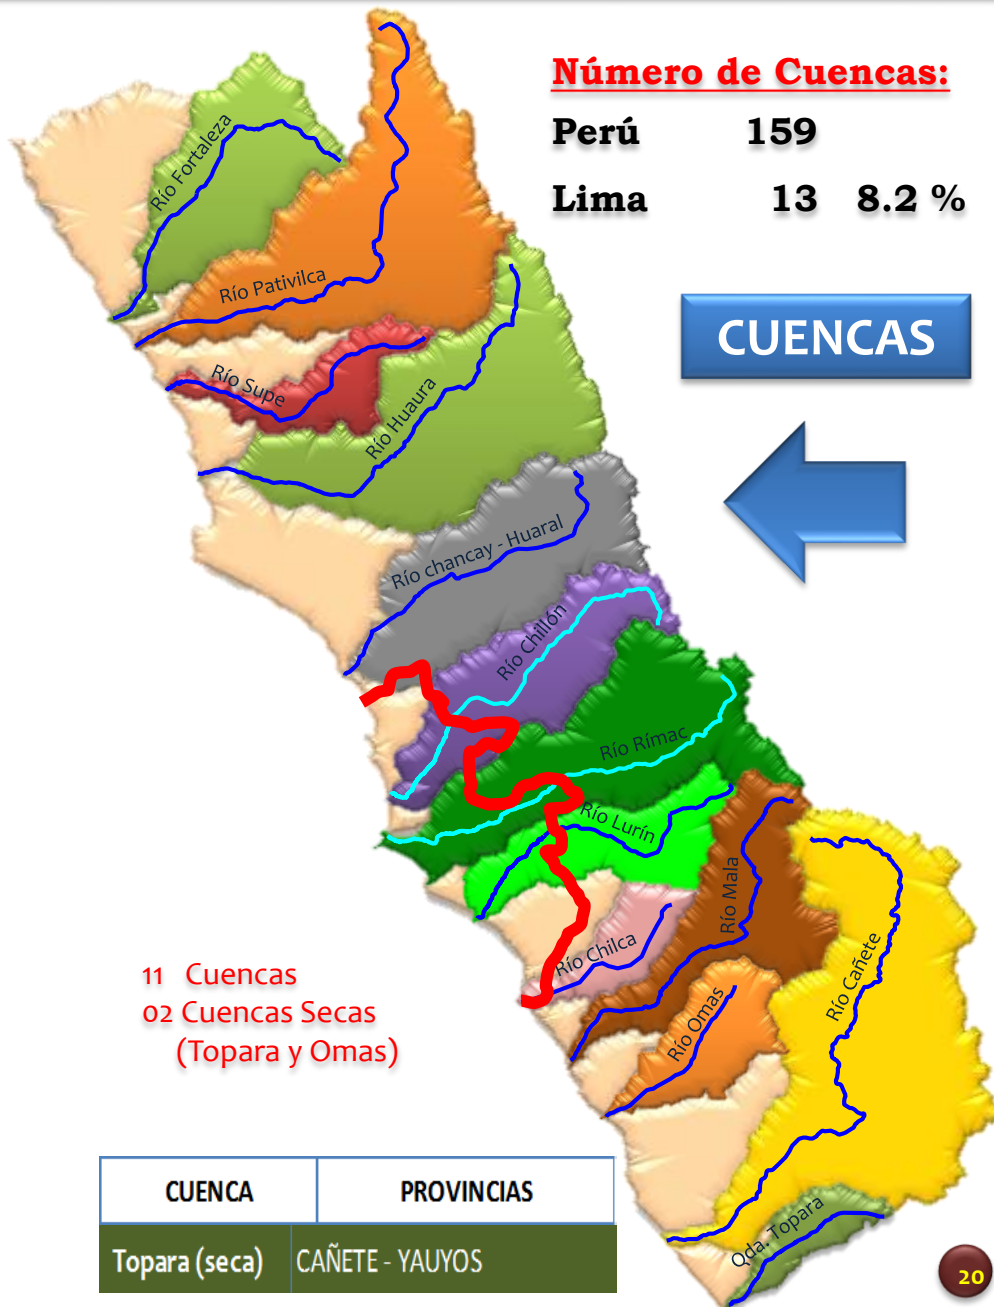 Número de Cuencas:
Perú 159
Lima 13 8.2 %
CUENCAS
Río Fortaleza
Río Pativilca
Río Supe
Río Huaura
Río chancay - Huaral
Río Chillón
Río Rímac
Río Lurín
Río Mala
Río Chilca
Río Cañete
Río Omas
Qda. Topara
11 Cuencas
02 Cuencas Secas
(Topara y Omas)
CUENCA PROVINCIAS
Topara (seca) CAÑETE - YAUYOS
20